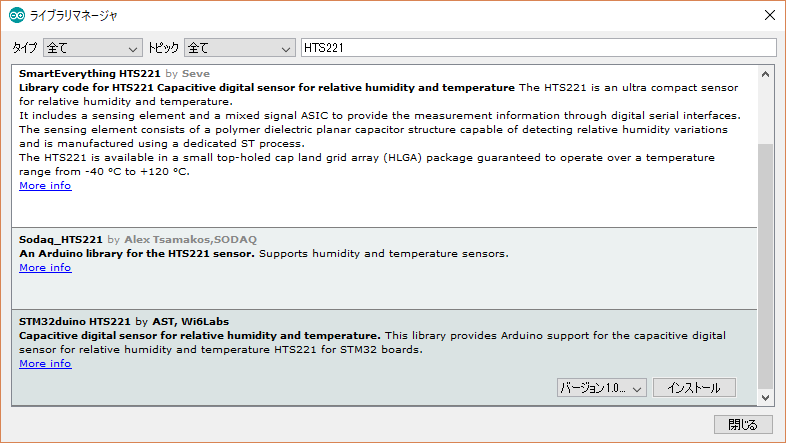 ライブラリマネージャ
タイプ 全て トピック 全て HTS221
SmartEverything HTS221 by Seve
Library code for HTS221 Capacitive digital sensor for relative humidity and temperature The HTS221 is an ultra compact sensor
for relative humidity and temperature.
It includes a sensing element and a mixed signal ASIC to provide the measurement information through digital serial interfaces.
The sensing element consists of a polymer dielectric planar capacitor structure capable of detecting relative humidity variations
and is manufactured using a dedicated ST process.
The HTS221 is available in a small top-holed cap land grid array (HLGA) package guaranteed to operate over a temperature
range from -40 °C to +120 °C.
More info
Sodaq_HTS221 by Alex Tsamakos,SODAQ
An Arduino library for the HTS221 sensor. Supports humidity and temperature sensors.
More info
STM32duino HTS221 by AST, Wi6Labs
Capacitive digital sensor for relative humidity and temperature. This library provides Arduino support for the capacitive digital
sensor for relative humidity and temperature HTS221 for STM32 boards.
More info
バージョン1.0... インストール
閉じる